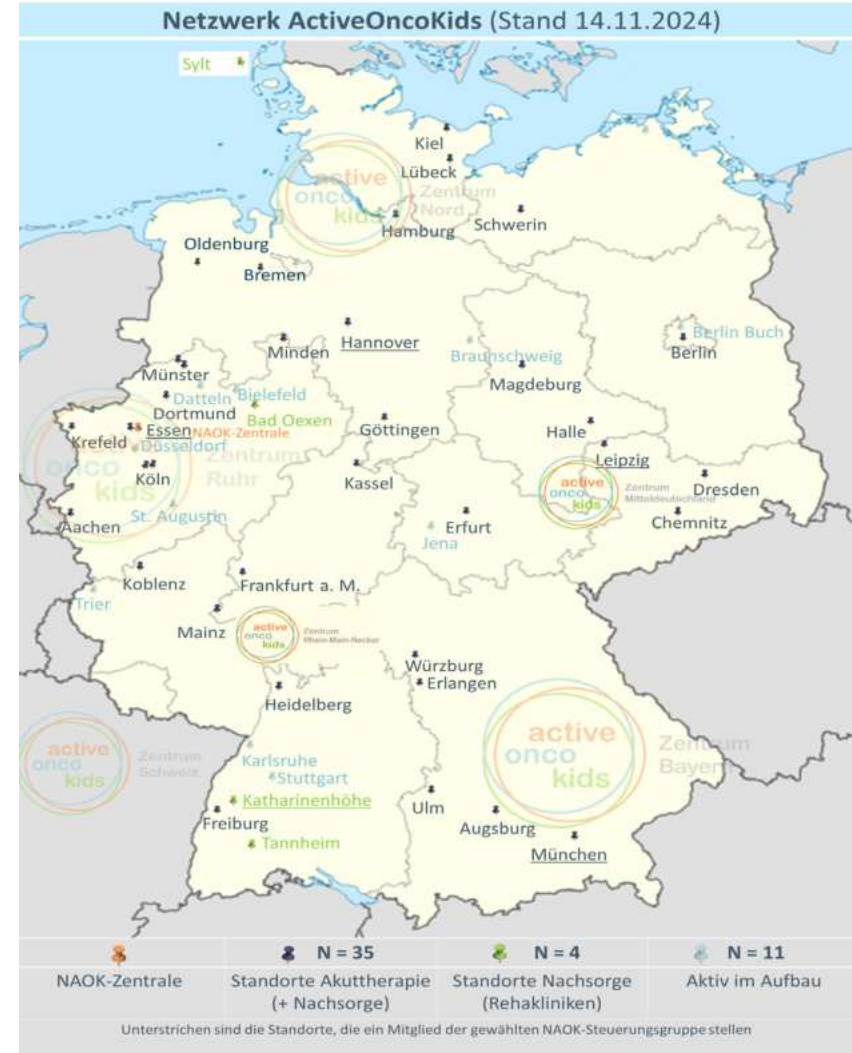 Netzwerk ActiveOncoKids (Stand 14.11.2024)
Sylt
Kiel
Lübeck
active
onco
kids
Zentrum
Nord
Hamburg
Schwerin
Oldenburg
Bremen
Hannover
Minden
Braunschweig
Magdeburg
Berlin Buch
Berlin
Münster
Datteln
Bielefeld
Dortmund
Bad Oexen
Krefeld
Essen
NAOK-Zentrale
Düsseldorf
Göttingen
Halle
Leipzig
onco
kids
Zentrum
Ruhr
Köln
Kassel
active
onco
kids
Zentrum
Mitteldeutschland
Dresden
Chemnitz
Aachen
St. Augustin
Erfurt
Jena
Koblenz
Frankfurt a. M.
Trier
Mainz
active
onco
kids
Zentrum
Rhein-Main-Neckar
Würzburg
Erlangen
Heidelberg
active
onco
kids
Zentrum
Schweiz
active
onco
kids
Zentrum
Bayern
Karlsruhe
Stuttgart
Katharinenhöhe
Freiburg
Tannheim
Ulm
Augsburg
München
N = 35
N = 4
N = 11
NAOK-Zentrale
Standorte Akuttherapie
(+ Nachsorge)
Standorte Nachsorge
(Rehakliniken)
Aktiv im Aufbau
Unterstrichen sind die Standorte, die ein Mitglied der gewählten NAOK-Steuerungsgruppe stellen